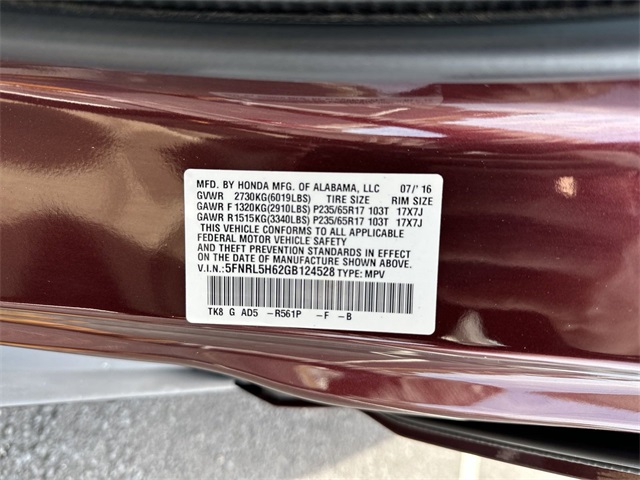 MFD. BY HONDA MFG. OF ALABAMA, LLC 07/'16
GVWR 2730KG(6019LBS) TIRE SIZE RIM SIZE
GAWR F 1320KG(2910LBS) P235/65R17 103T 17X7J
GAWR R1515KG(3340LBS) P235/65R17 103T 17X7J
THIS VEHICLE CONFORMS TO ALL APPLICABLE
FEDERAL MOTOR VEHICLE SAFETY
AND THEFT PREVENTION STANDARDS IN EFFECT
ON THE DATE OF MANUFACTURE SHOWN ABOVE.
V.I.N.: 5FNRL5H62GB124528 TYPE: MPV
TK8 G AD5 -R561P -F -B